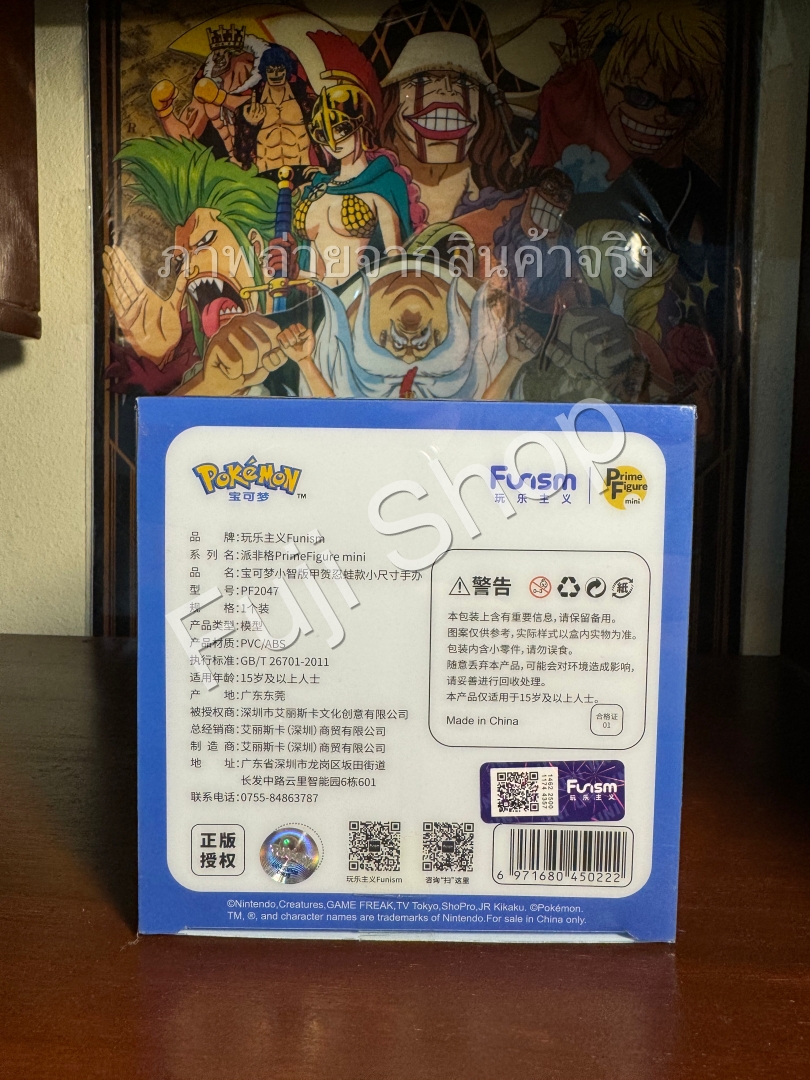 ภาพถ่ายจากสินค้าจริง
Fuji Shop
POKéMON
宝可梦
TM
Funism
玩乐主义
Prime
Figure
mini
品 牌:玩乐主义Funism
系 列 名:派非格PrimeFigure mini
品 名:宝可梦小智版甲贺忍蛙款小尺寸手办
型 号:PF2047
规 格:1个装
产品类型:模型
产品材质:PVC/ABS
执行标准:GB/T 26701-2011
适用年龄:15岁及以上人士
产 地:广东东莞
被授权商:深圳市艾丽斯卡文化创意有限公司
总经销商:艾丽斯卡(深圳)商贸有限公司
制 造 商:艾丽斯卡(深圳)商贸有限公司
地 址:广东省深圳市龙岗区坂田街道
长发中路云里智能园6栋601
联系电话:0755-84863787
⚠警告
紙
本包装上含有重要信息,请保留备用。
图案仅供参考,实际样式以盒内实物为准。
包装内含小零件,请勿误食。
随意丢弃本产品,可能会对环境造成影响,
请妥善进行回收处理。
本产品仅适用于15岁及以上人士。
Made in China
合格证
01
Funism
玩乐主义
正版
授权
玩乐主义Funism
咨询“扫”这里
6 971680 450222
©Nintendo,Creatures,GAME FREAK,TV Tokyo,ShoPro,JR Kikaku. ©Pokémon.
TM, ®, and character names are trademarks of Nintendo.For sale in China only.